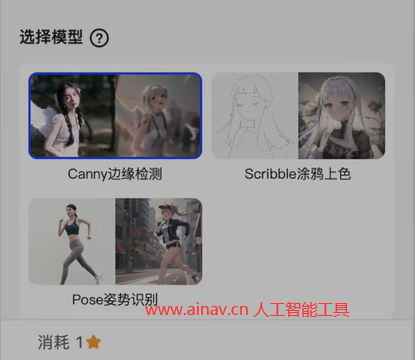 选择模型 ?
Canny边缘检测
Scribble涂鸦上色
Pose姿势识别
www.ainav.cn 人工智能工具
消耗 1